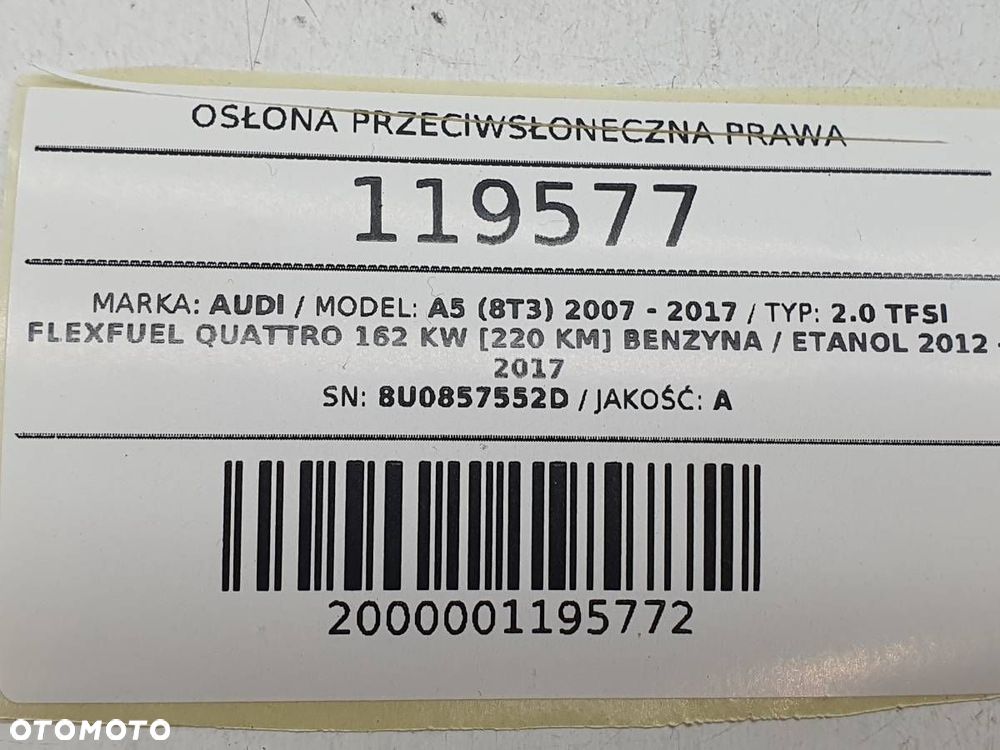 OSŁONA PRZECIWSŁONECZNA PRAWA
119577
MARKA: AUDI / MODEL: A5 (8T3) 2007 - 2017 / TYP: 2.0 TFSI
FLEXFUEL QUATTRO 162 KW [220 KM] BENZYNA / ETANOL 2012 -
2017
SN: 8U0857552D / JAKOŚĆ: A
2000001195772
OTOMOTO